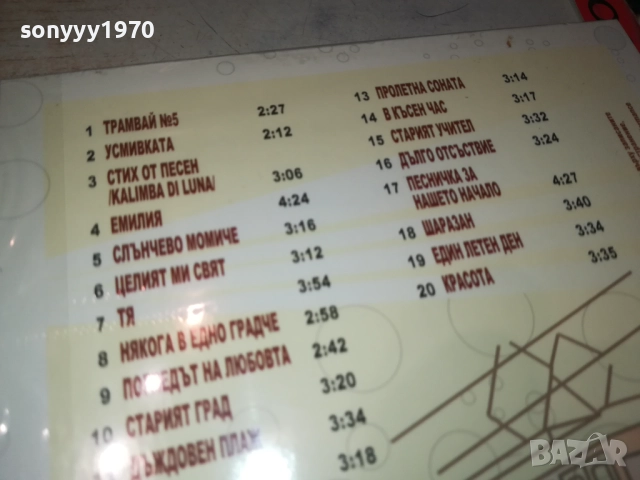 sonyyy1970
1 ТРАМВАЙ №5 2:27
2 УСМИВКАТА 2:12
3 СТИХ ОТ ПЕСЕН
/KALIMBA DI LUNA/ 3:06
4 ЕМИЛИЯ 4:24
5 СЛЪНЧЕВО МОМИЧЕ 3:16
6 ЦЕЛИЯТ МИ СВЯТ 3:12
7 ТЯ 3:54
8 НЯКОГА В ЕДНО ГРАДЧЕ 2:58
9 ПОГЛЕДЪТ НА ЛЮБОВТА 2:42
10 СТАРИЯТ ГРАД 3:20
ДЪЖДОВЕН ПЛАЖ 3:34
3:18
13 ПРОЛЕТНА СОНАТА 3:14
14 В КЪСЕН ЧАС 3:17
15 СТАРИЯТ УЧИТЕЛ 3:32
16 ДЪЛГО ОТСЪСТВИЕ 3:24
17 ПЕСНИЧКА ЗА
НАШЕТО НАЧАЛО 4:27
18 ШАРАЗАН 3:40
19 ЕДИН ЛЕТЕН ДЕН 3:34
20 КРАСОТА 3:35
BAZAR